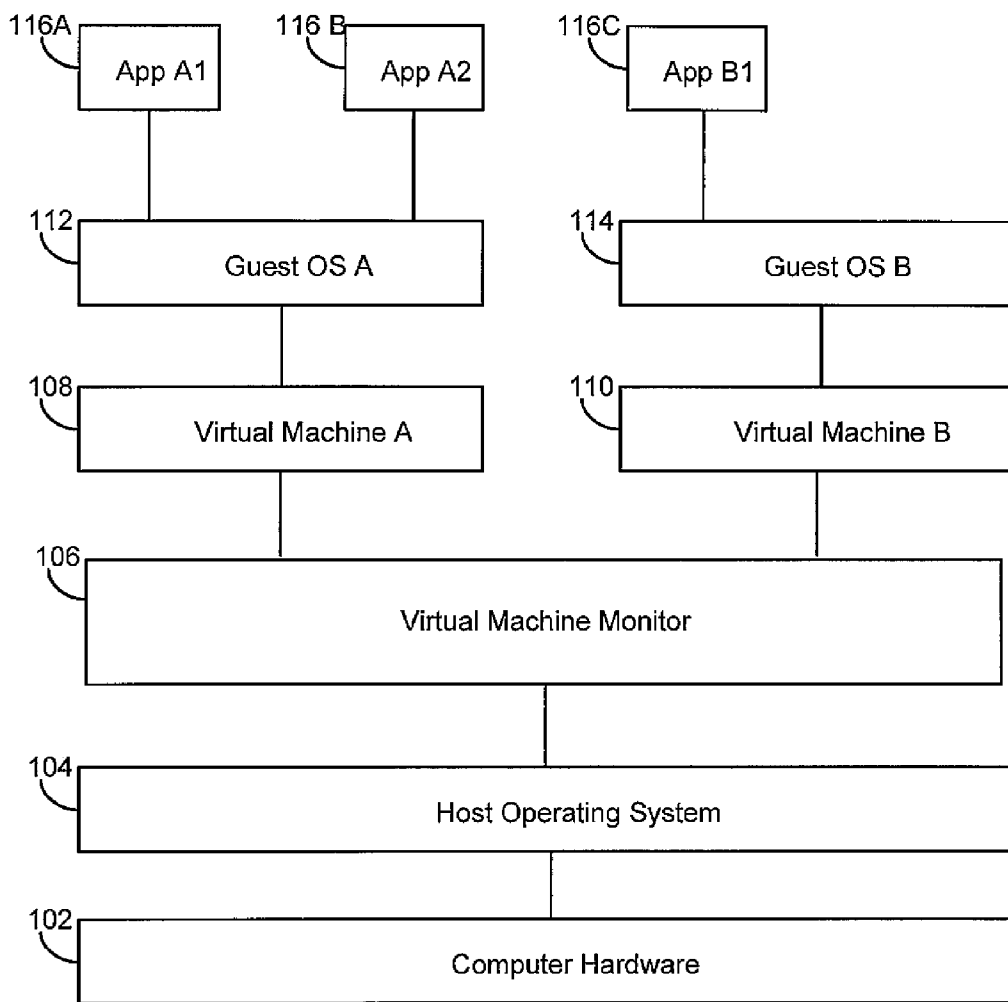 116A
116 B
116C
App A1
App A2
App B1
112
114
Guest OS A
Guest OS B
108
110
Virtual Machine A
Virtual Machine B
106
Virtual Machine Monitor
104
Host Operating System
102
Computer Hardware